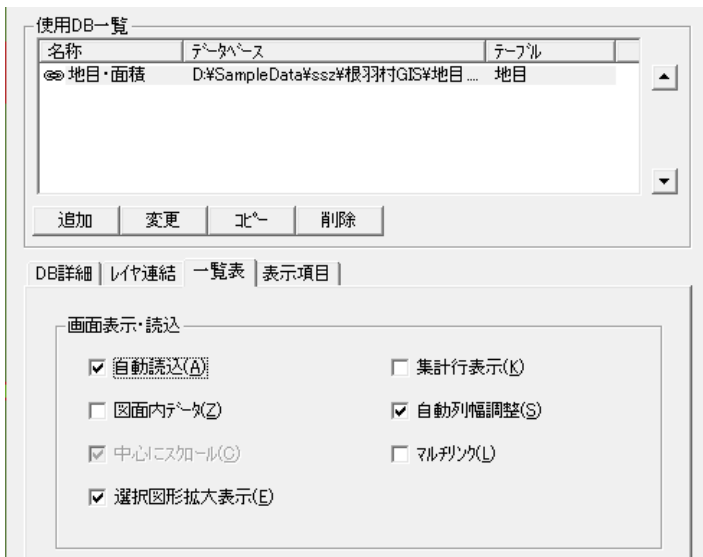 使用DB一覧
名称 ﾃﾞｰﾀﾍﾞｰｽ ﾃｰﾌﾞﾙ
地目・面積 D:¥SampleData¥ssz¥根羽村GIS¥地目 ... 地目
追加 変更 ｺﾋﾟｰ 削除
DB詳細 ﾚｲﾔ連結 一覧表 表示項目
画面表示・読込
自動読込(A) 集計行表示(K)
図面内ﾃﾞｰﾀ(Z) 自動列幅調整(S)
中心にｽｸﾛｰﾙ(C) ﾏﾙﾁﾘﾝｸ(L)
選択図形拡大表示(E)